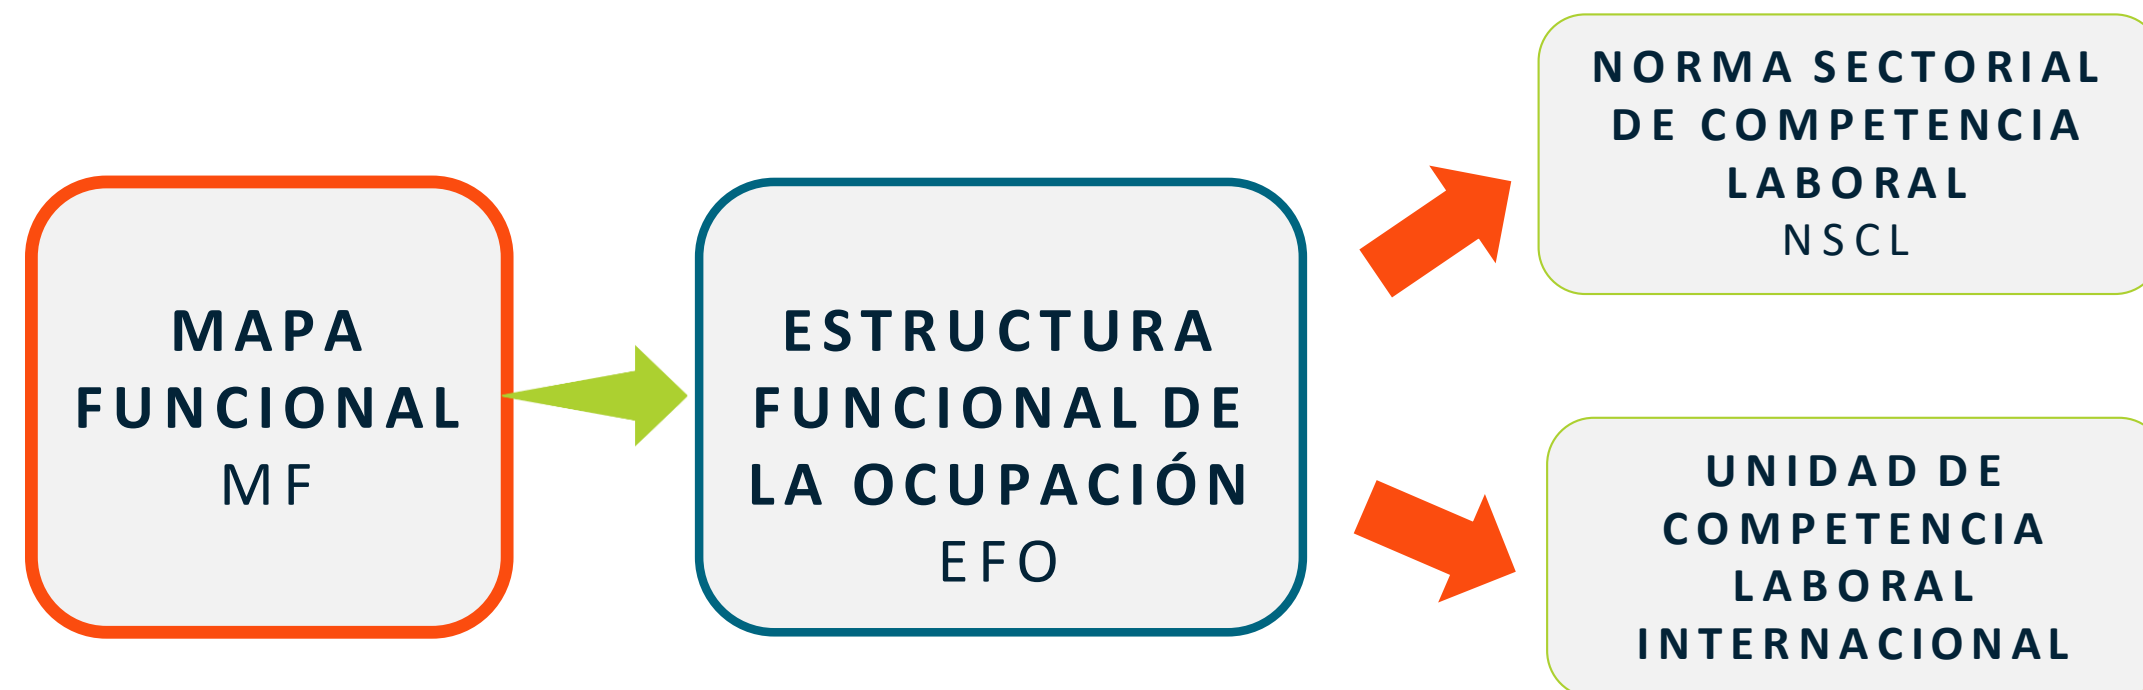 MAPA
FUNCIONAL
MF
ESTRUCTURA
FUNCIONAL DE
LA OCUPACIÓN
EFO
NORMA SECTORIAL
DE COMPETENCIA
LABORAL
NSCL
UNIDAD DE
COMPETENCIA
LABORAL
INTERNACIONAL